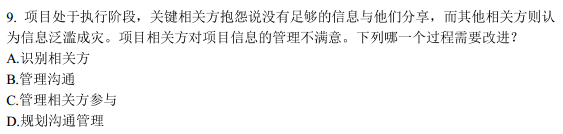 9. 项目处于执行阶段，关键相关方抱怨说没有足够的信息与他们分享，而其他相关方则认
为信息泛滥成灾。项目相关方对项目信息的管理不满意。下列哪一个过程需要改进？
A.识别相关方
B.管理沟通
C.管理相关方参与
D.规划沟通管理